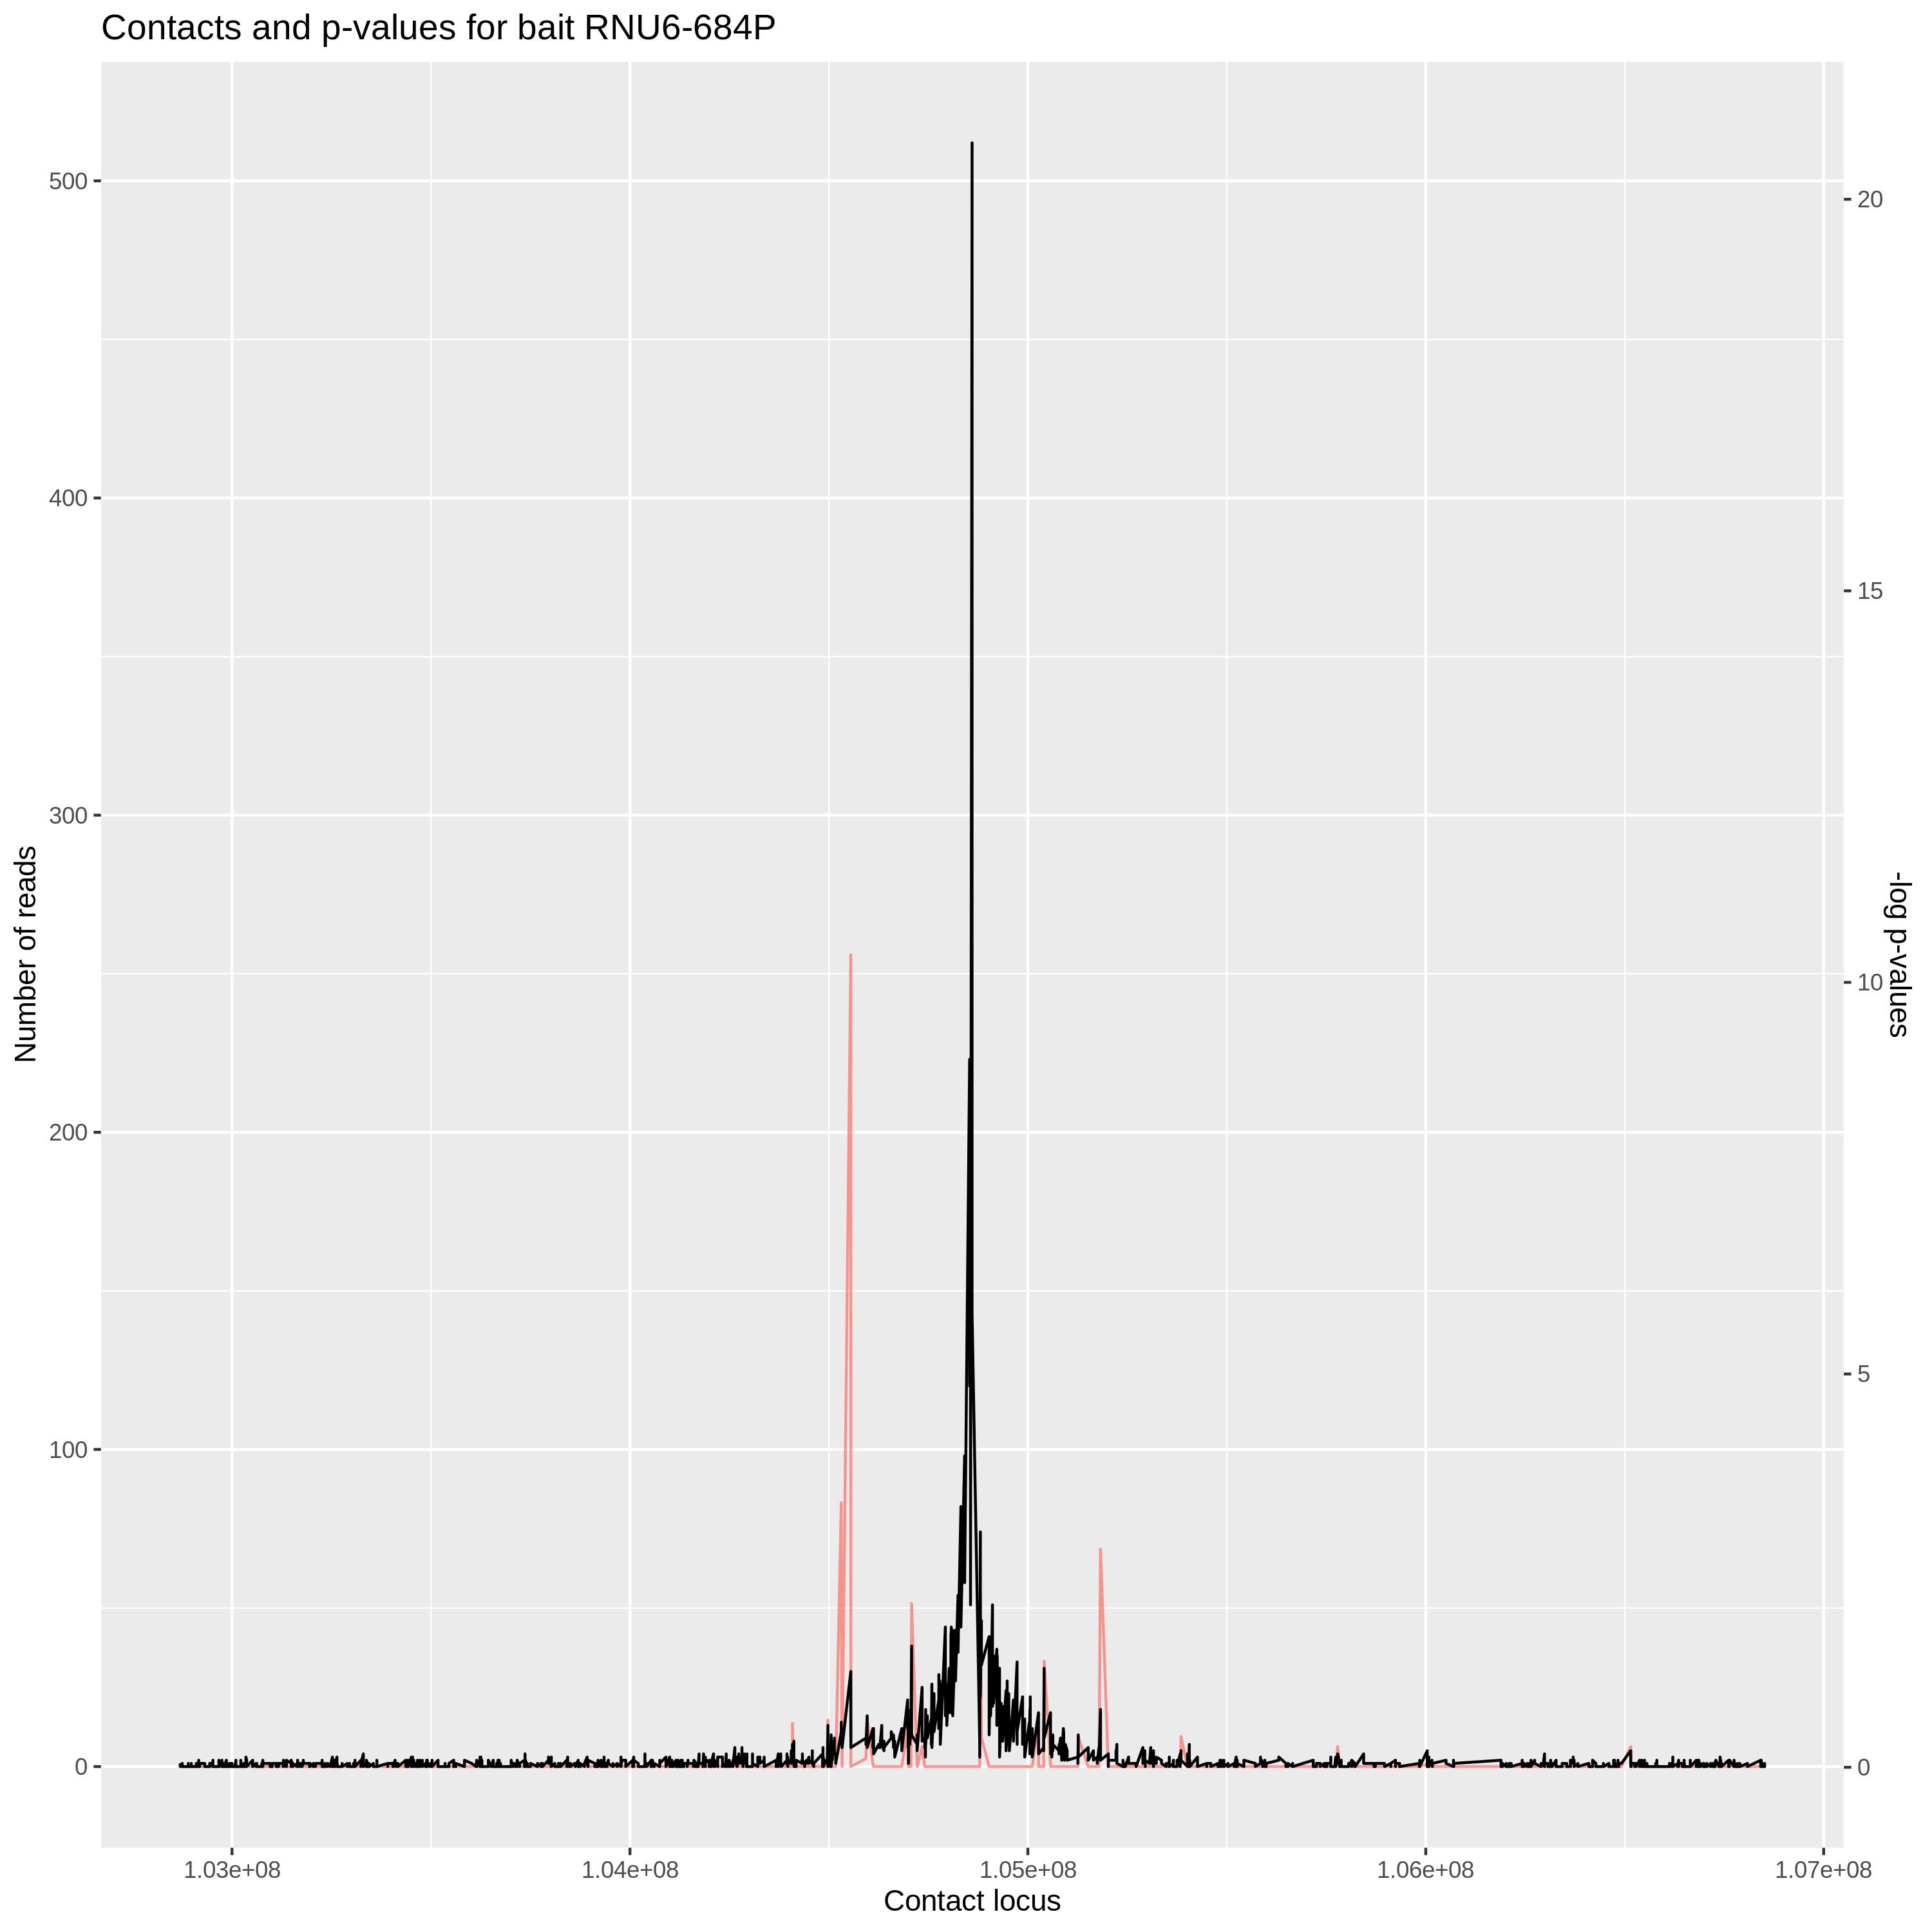 Contacts and p-values for bait RNU6-684P
Number of reads
500
400
300
200
100
0
20
15
10
5
0
-log p-values
1.03e+08
1.04e+08
1.05e+08
1.06e+08
1.07e+08
Contact locus